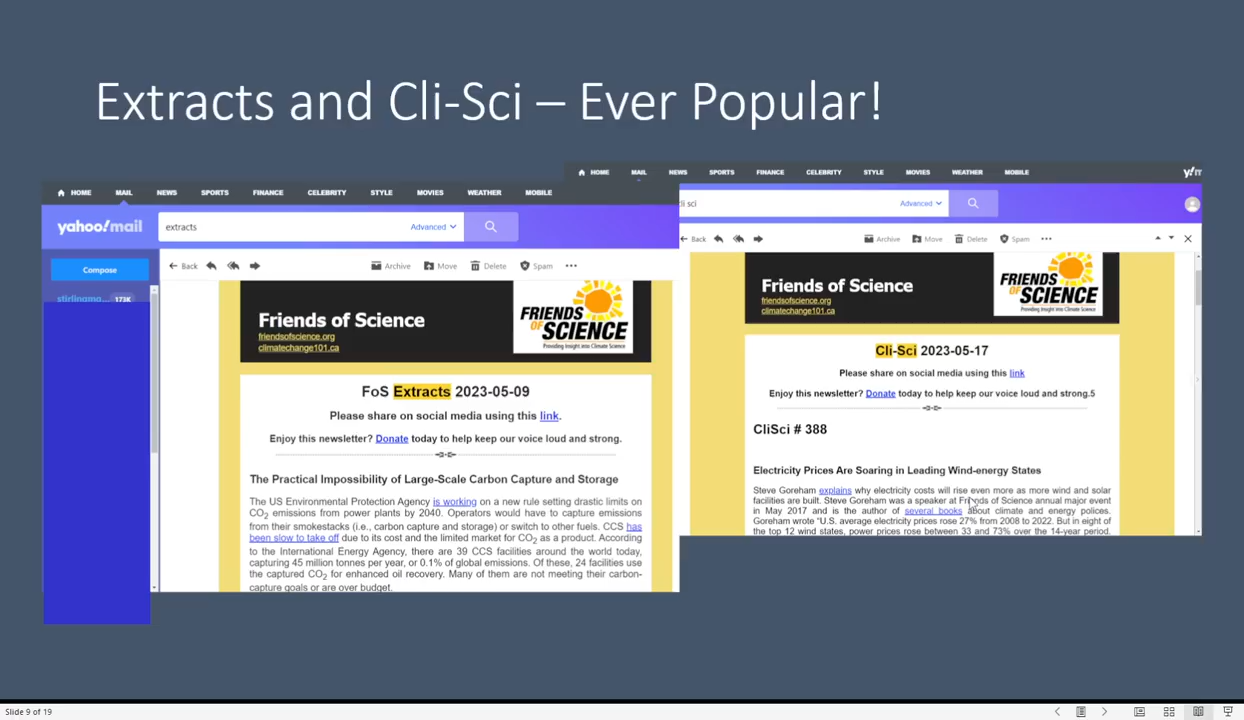 Extracts and Cli-Sci – Ever Popular!
HOME MAIL NEWS SPORTS FINANCE CELEBRITY STYLE MOVIES WEATHER MOBILE
yahoo!mail
extracts
Advanced
Compose
stirlingma... 173K
Back
Archive Move Delete Spam
Friends of Science
friendsofscience.org
climatechange101.ca
FRIENDS
OF SCIENCE
Providing Insight into Climate Science
FoS Extracts 2023-05-09
Please share on social media using this link.
Enjoy this newsletter? Donate today to help keep our voice loud and strong.
The Practical Impossibility of Large-Scale Carbon Capture and Storage
The US Environmental Protection Agency is working on a new rule setting drastic limits on
CO2 emissions from power plants by 2040. Operators would have to capture emissions
from their smokestacks (i.e., carbon capture and storage) or switch to other fuels. CCS has
been slow to take off due to its cost and the limited market for CO2 as a product. According
to the International Energy Agency, there are 39 CCS facilities around the world today,
capturing 45 million tonnes per year, or 0.1% of global emissions. Of these, 24 facilities use
the captured CO2 for enhanced oil recovery. Many of them are not meeting their carbon-
capture goals or are over budget.
HOME MAIL NEWS SPORTS FINANCE CELEBRITY STYLE MOVIES WEATHER MOBILE
cli sci
Advanced
Back
Archive Move Delete Spam
Friends of Science
friendsofscience.org
climatechange101.ca
FRIENDS
OF SCIENCE
Providing Insight into Climate Science
Cli-Sci 2023-05-17
Please share on social media using this link
Enjoy this newsletter? Donate today to help keep our voice loud and strong.5
CliSci # 388
Electricity Prices Are Soaring in Leading Wind-energy States
Steve Goreham explains why electricity costs will rise even more as more wind and solar
facilities are built. Steve Goreham was a speaker at Friends of Science annual major event
in May 2017 and is the author of several books about climate and energy polices.
Goreham wrote “U.S. average electricity prices rose 27% from 2008 to 2022. But in eight of
the top 12 wind states, power prices rose between 33 and 73% over the 14-year period.
Slide 9 of 19